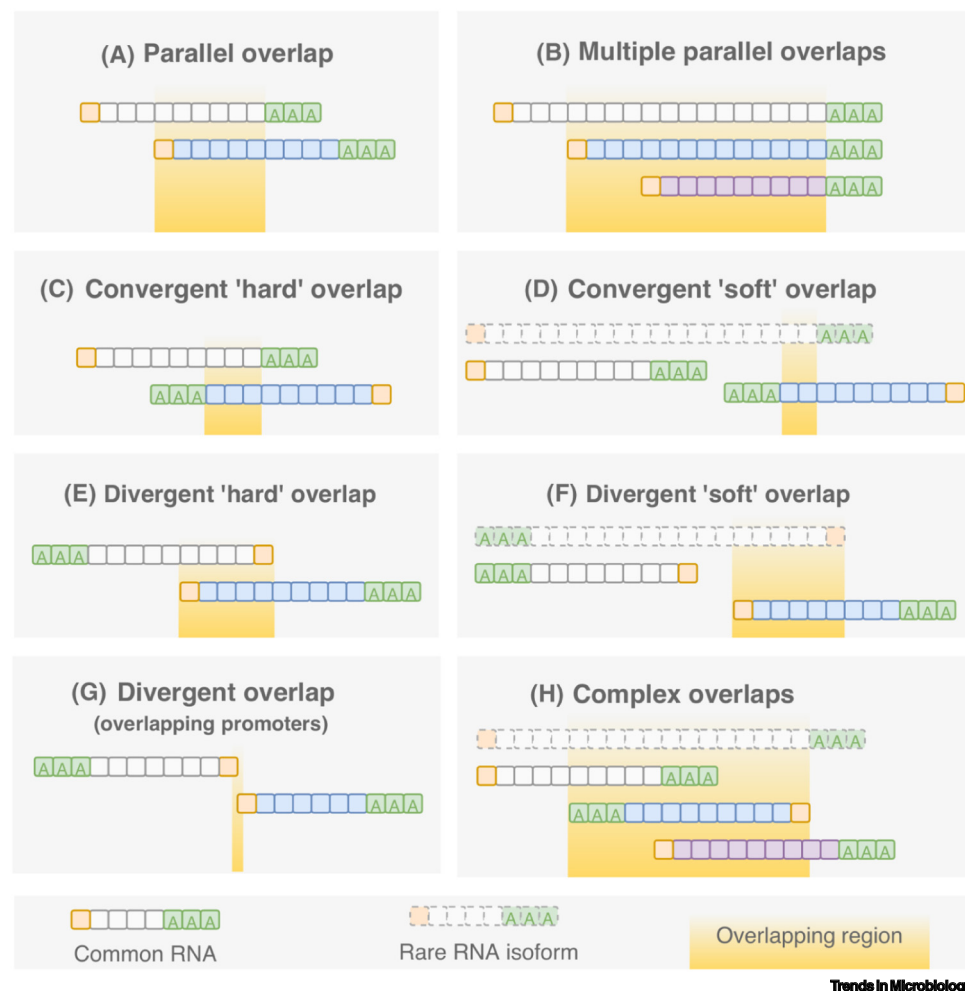 (A) Parallel overlap
AAA
AAA
(B) Multiple parallel overlaps
AAA
AAA
AAA
(C) Convergent 'hard' overlap
AAA
AAA
(D) Convergent 'soft' overlap
AAA
AAA
AAA
(E) Divergent 'hard' overlap
AAA
AAA
(F) Divergent 'soft' overlap
AAA
AAA
AAA
(G) Divergent overlap
(overlapping promoters)
AAA
AAA
(H) Complex overlaps
AAA
AAA
AAA
AAA
AAA
Common RNA
AAA
Rare RNA isoform
Overlapping region
Trends in Microbiolog